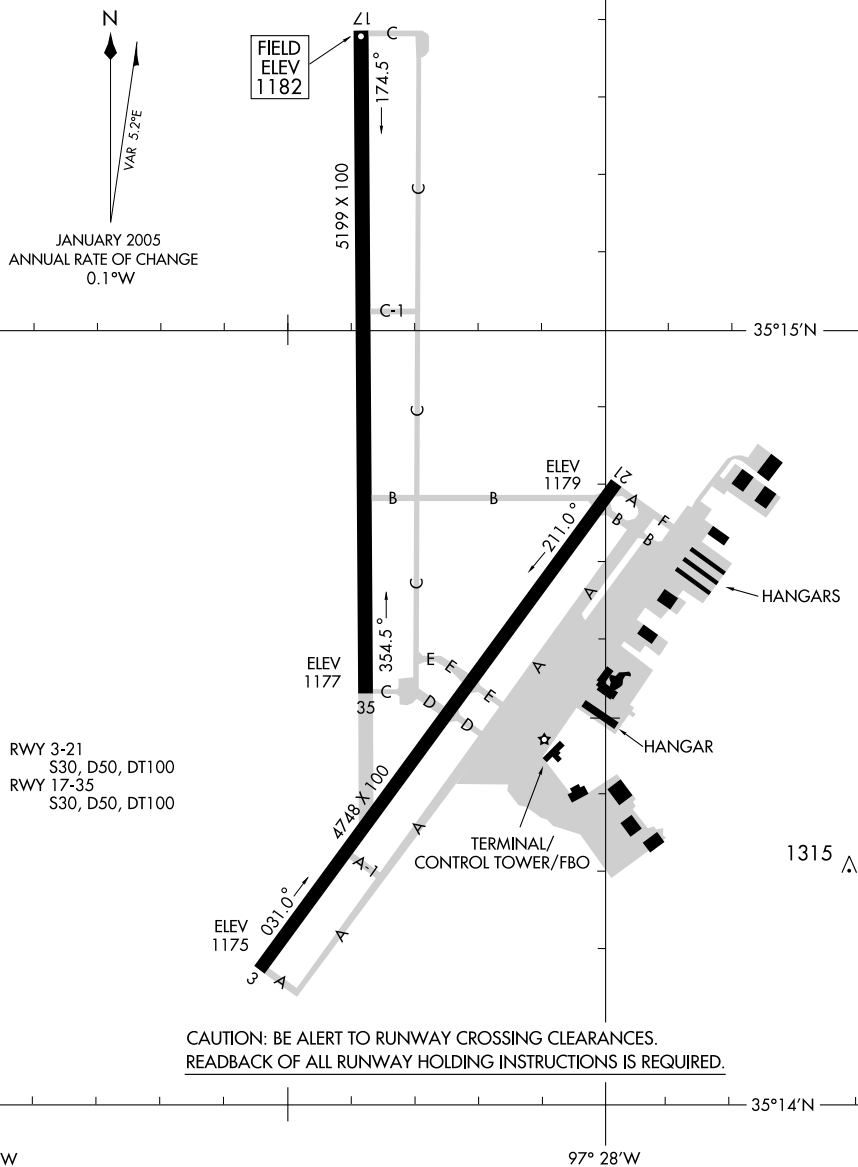 N
VAR 5.2°E
JANUARY 2005
ANNUAL RATE OF CHANGE
0.1°W
17
FIELD
ELEV
1182
C
174.5°
5199 X 100
C
C-1
35°15'N
C
ELEV
1179
21
B
B
A
F
B
B
211.0°
C
A
HANGARS
354.5°
ELEV
1177
E
E
E
A
C
35
D
D
HANGAR
RWY 3-21
S30, D50, DT100
RWY 17-35
S30, D50, DT100
4748 X 100
A
TERMINAL/
CONTROL TOWER/FBO
1315
A-1
031.0°
ELEV
1175
A
3
A
CAUTION: BE ALERT TO RUNWAY CROSSING CLEARANCES.
READBACK OF ALL RUNWAY HOLDING INSTRUCTIONS IS REQUIRED.
35°14'N
W
97° 28'W